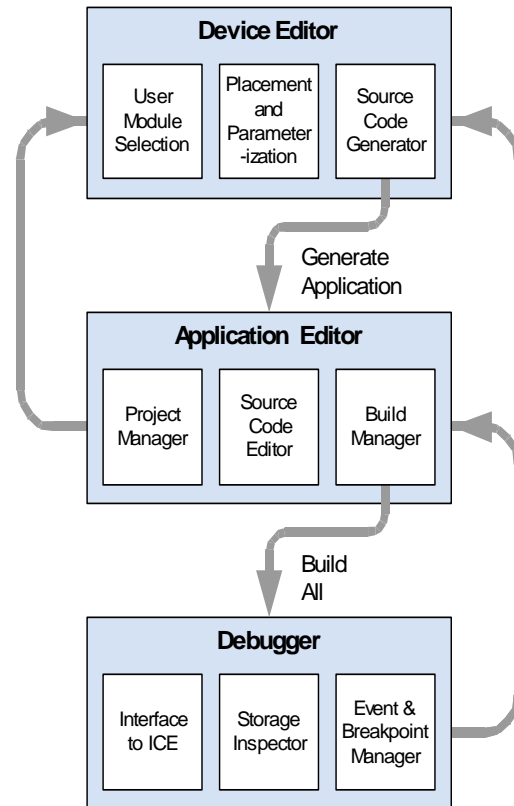 Device Editor
User
Module
Selection
Placement
and
Parameter
-ization
Source
Code
Generator
Generate
Application
Application Editor
Project
Manager
Source
Code
Editor
Build
Manager
Build
All
Debugger
Interface
to ICE
Storage
Inspector
Event &
Breakpoint
Manager